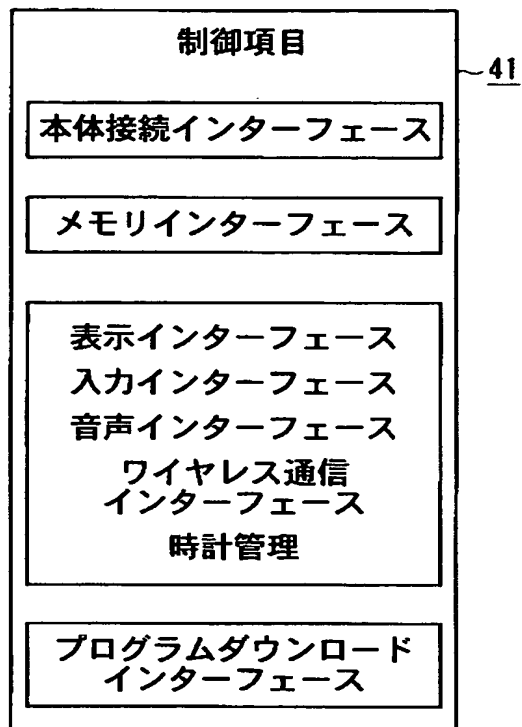 制御項目
41
本体接続インターフェース
メモリインターフェース
表示インターフェース
入力インターフェース
音声インターフェース
ワイヤレス通信
インターフェース
時計管理
プログラムダウンロード
インターフェース